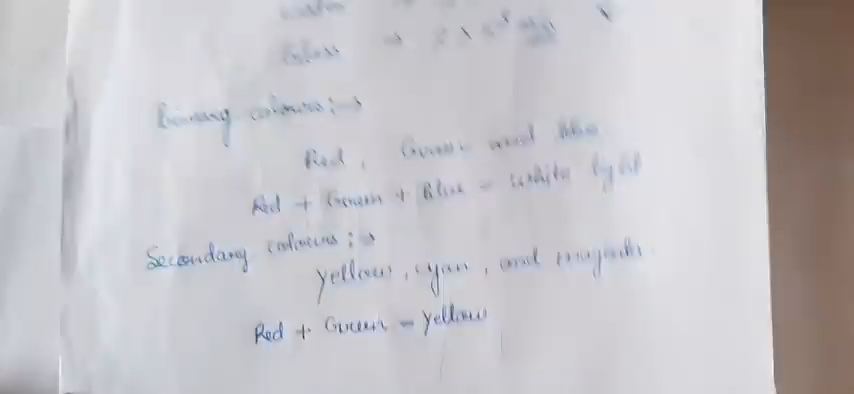 Glass →
colours :→
Red, Green and blue
Red + Green + Blue = white light
Secondary colours :→
Yellow, cyan, and magenta.
Red + Green = Yellow